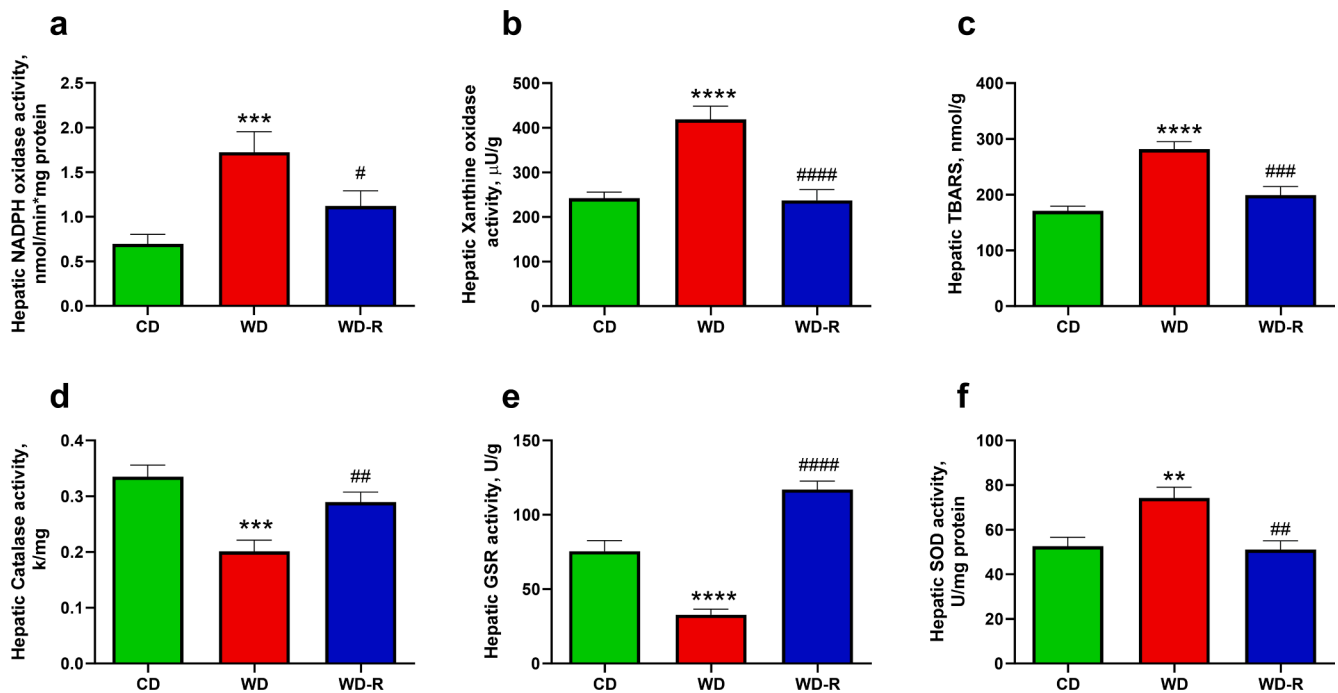 a
Hepatic NADPH oxidase activity,
nmol/min*mg protein
2.5
2.0
1.5
1.0
0.5
0.0
***
#
CD
WD
WD-R
b
Hepatic Xanthine oxidase
activity, μU/g
500
400
300
200
100
0
****
####
CD
WD
WD-R
c
Hepatic TBARS, nmol/g
400
300
200
100
0
****
###
CD
WD
WD-R
d
Hepatic Catalase activity,
k/mg
0.4
0.3
0.2
0.1
0.0
***
##
CD
WD
WD-R
e
Hepatic GSR activity, U/g
150
100
50
0
****
####
CD
WD
WD-R
f
Hepatic SOD activity,
U/mg protein
100
80
60
40
20
0
**
##
CD
WD
WD-R